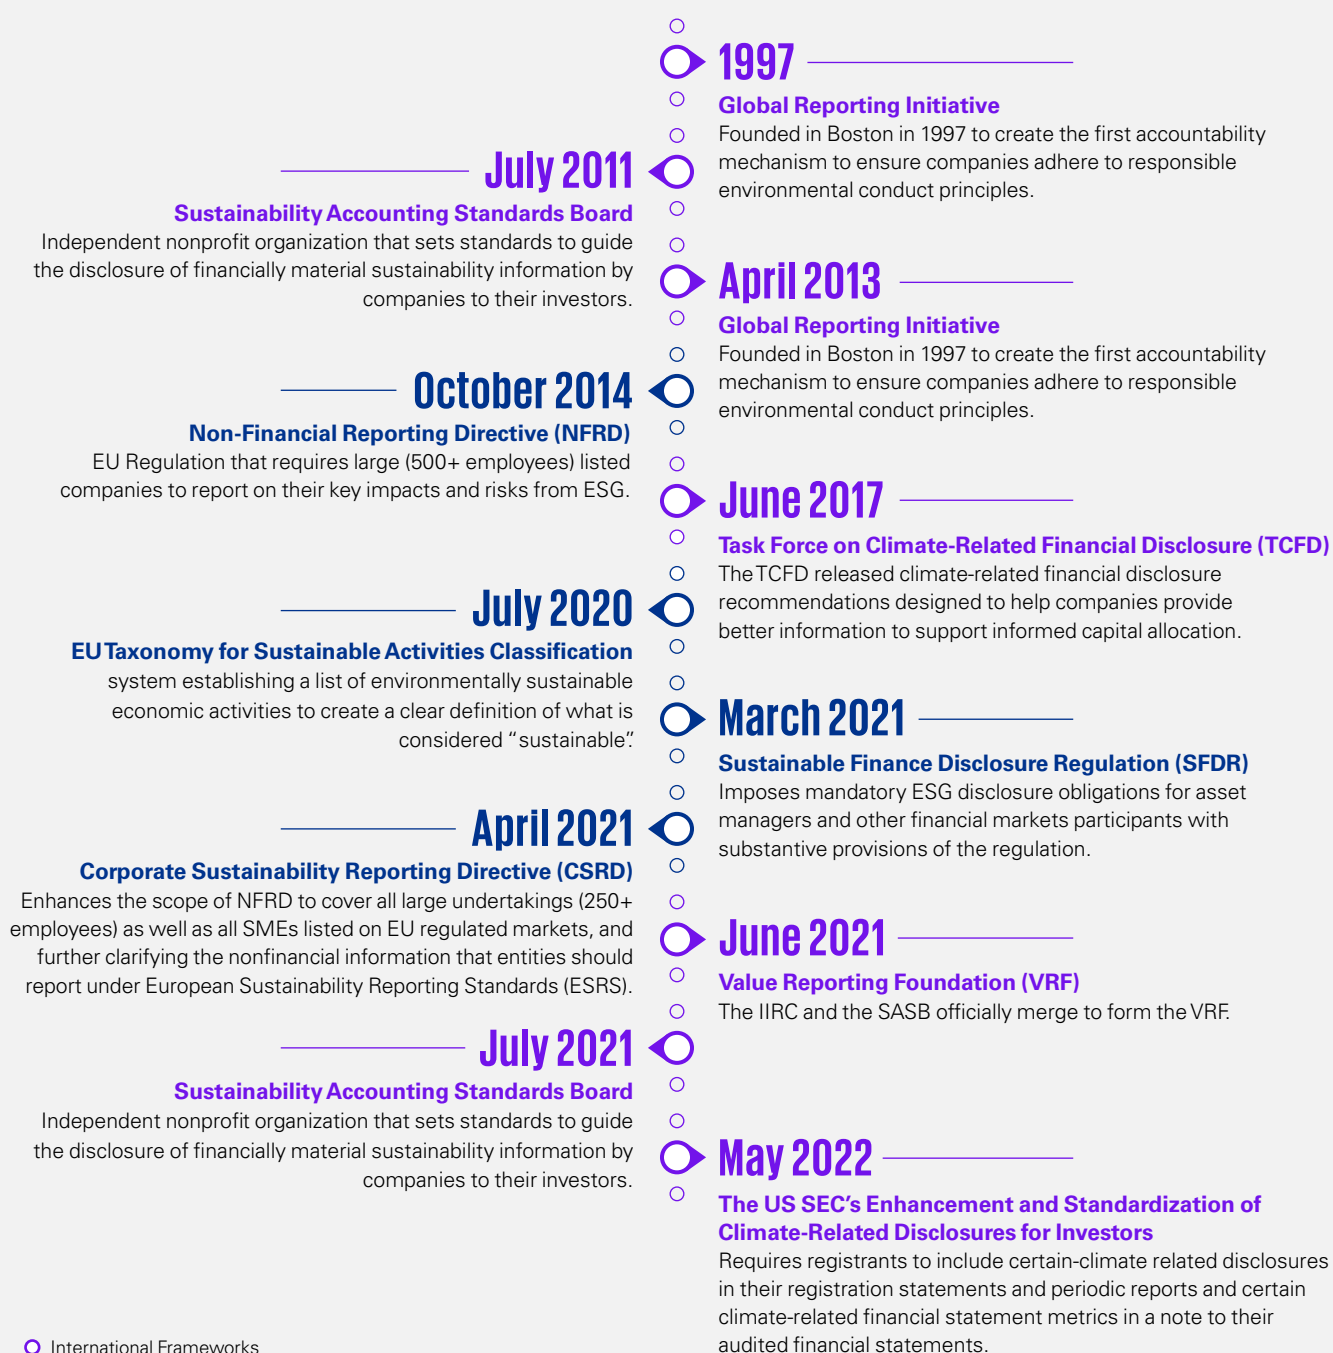 1997
Global Reporting Initiative
Founded in Boston in 1997 to create the first accountability
mechanism to ensure companies adhere to responsible
environmental conduct principles.
July 2011
Sustainability Accounting Standards Board
Independent nonprofit organization that sets standards to guide
the disclosure of financially material sustainability information by
companies to their investors.
April 2013
Global Reporting Initiative
Founded in Boston in 1997 to create the first accountability
mechanism to ensure companies adhere to responsible
environmental conduct principles.
October 2014
Non-Financial Reporting Directive (NFRD)
EU Regulation that requires large (500+ employees) listed
companies to report on their key impacts and risks from ESG.
June 2017
Task Force on Climate-Related Financial Disclosure (TCFD)
The TCFD released climate-related financial disclosure
recommendations designed to help companies provide
better information to support informed capital allocation.
July 2020
EU Taxonomy for Sustainable Activities Classification
system establishing a list of environmentally sustainable
economic activities to create a clear definition of what is
considered “sustainable”.
March 2021
Sustainable Finance Disclosure Regulation (SFDR)
Imposes mandatory ESG disclosure obligations for asset
managers and other financial markets participants with
substantive provisions of the regulation.
April 2021
Corporate Sustainability Reporting Directive (CSRD)
Enhances the scope of NFRD to cover all large undertakings (250+
employees) as well as all SMEs listed on EU regulated markets, and
further clarifying the nonfinancial information that entities should
report under European Sustainability Reporting Standards (ESRS).
June 2021
Value Reporting Foundation (VRF)
The IIRC and the SASB officially merge to form the VRF.
July 2021
Sustainability Accounting Standards Board
Independent nonprofit organization that sets standards to guide
the disclosure of financially material sustainability information by
companies to their investors.
May 2022
The US SEC’s Enhancement and Standardization of
Climate-Related Disclosures for Investors
Requires registrants to include certain-climate related disclosures
in their registration statements and periodic reports and certain
climate-related financial statement metrics in a note to their
audited financial statements.
International Frameworks